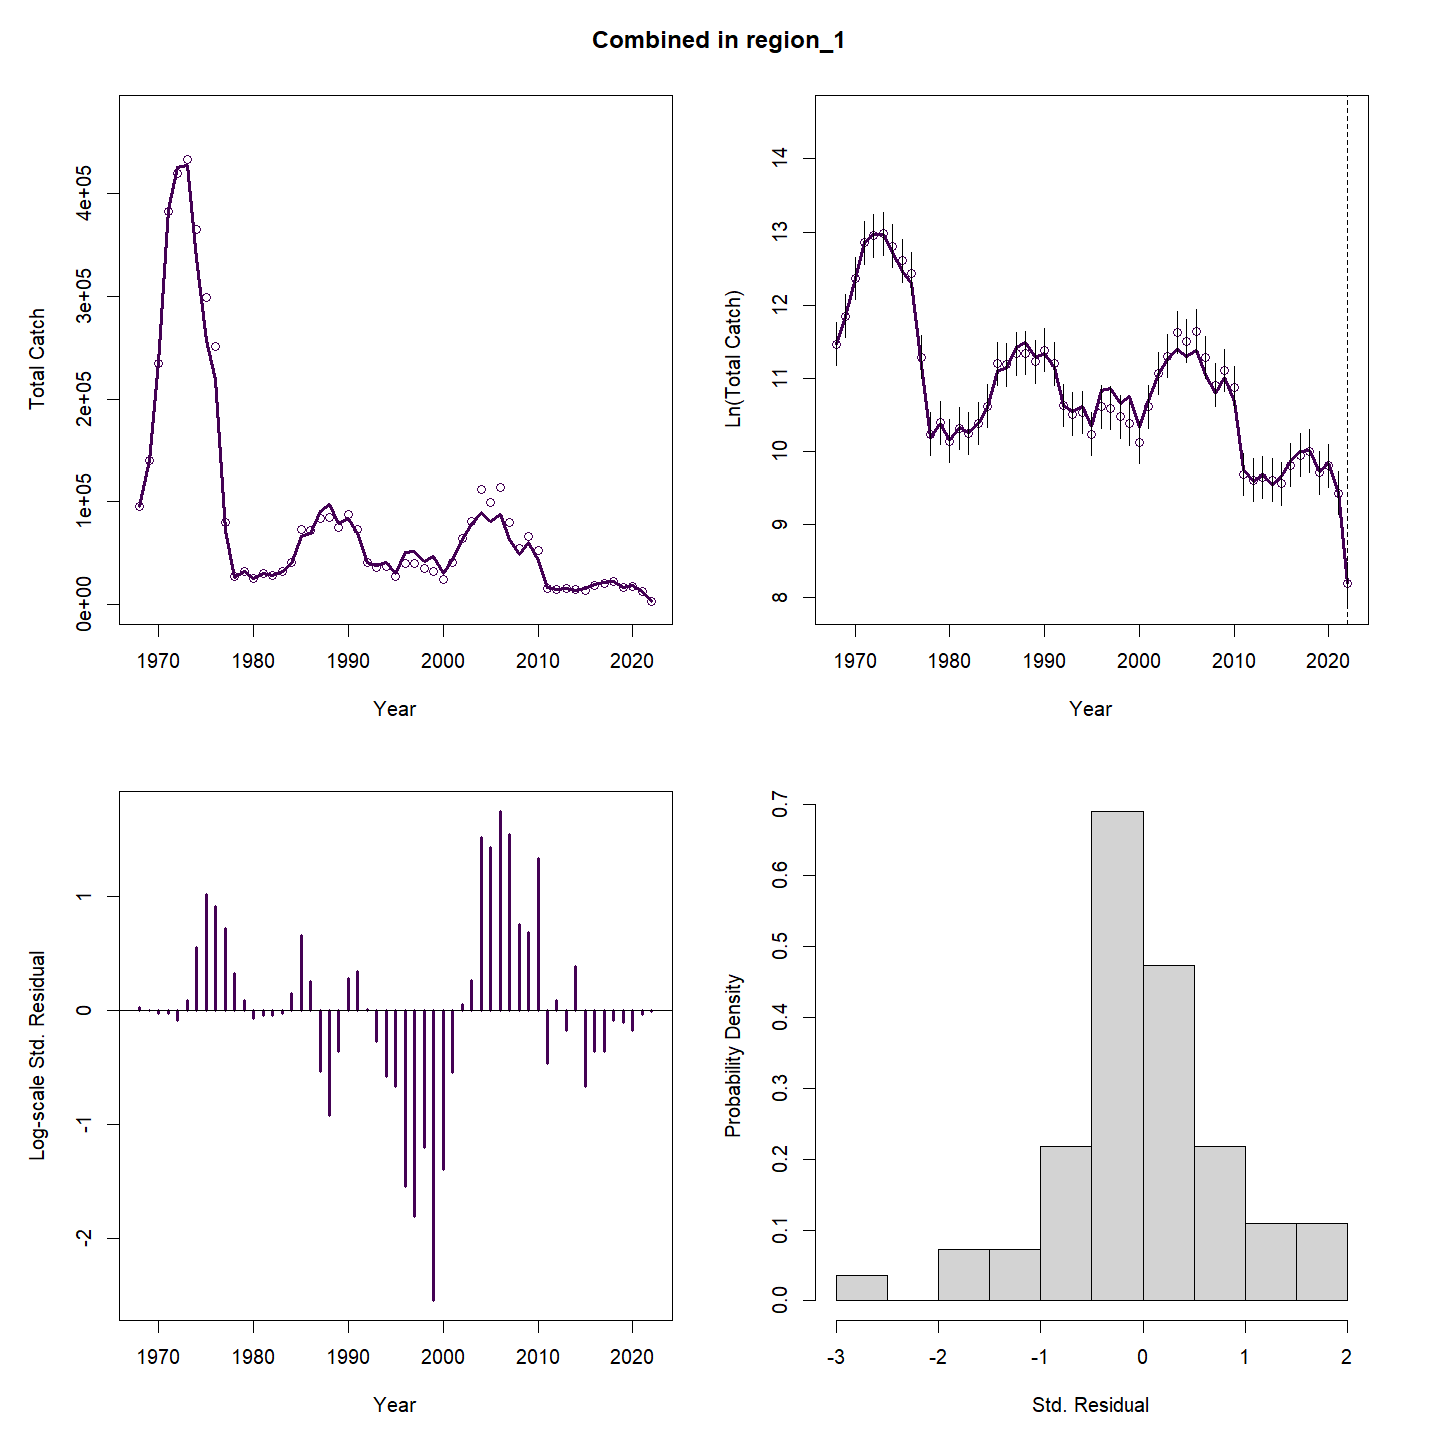 Combined in region_1
Total Catch
4e+05
3e+05
2e+05
1e+05
0e+00
1970 1980 1990 2000 2010 2020
Year
Ln(Total Catch)
14
13
12
11
10
9
8
1970 1980 1990 2000 2010 2020
Year
Log-scale Std. Residual
1
0
-1
-2
1970 1980 1990 2000 2010 2020
Year
Probability Density
0.7
0.6
0.5
0.4
0.3
0.2
0.1
0.0
-3 -2 -1 0 1 2
Std. Residual